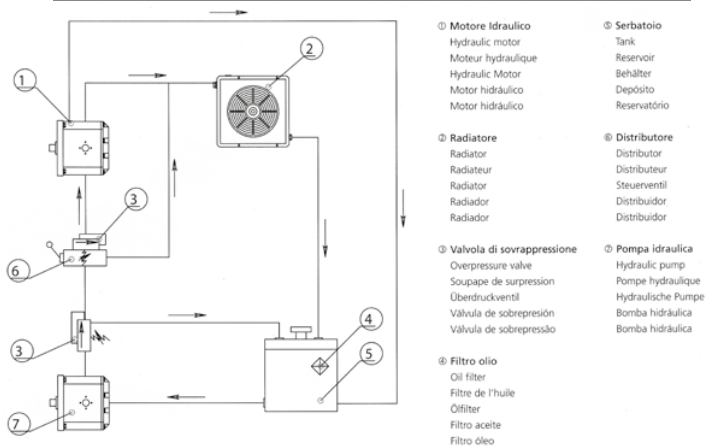 1
2
3
6
3
4
5
7
① Motore Idraulico
Hydraulic motor
Moteur hydraulique
Hydraulic Motor
Motor hidráulico
Motor hidráulico
② Radiatore
Radiator
Radiateur
Radiator
Radiador
Radiador
③ Valvola di sovrappressione
Overpressure valve
Soupape de surpression
Überdruckventil
Válvula de sobrepresión
Válvula de sobrepressão
④ Filtro olio
Oil filter
Filtre de l'huile
Ölfilter
Filtro aceite
Filtro óleo
⑤ Serbatoio
Tank
Reservoir
Behälter
Depósito
Reservatório
⑥ Distributore
Distributor
Distributeur
Steuerventil
Distribuidor
Distribuidor
⑦ Pompa idraulica
Hydraulic pump
Pompe hydraulique
Hydraulische Pumpe
Bomba hidráulica
Bomba hidráulica